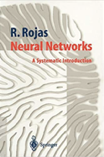 R. Rojas
Neural Networks
A Systematic Introduction
Springer